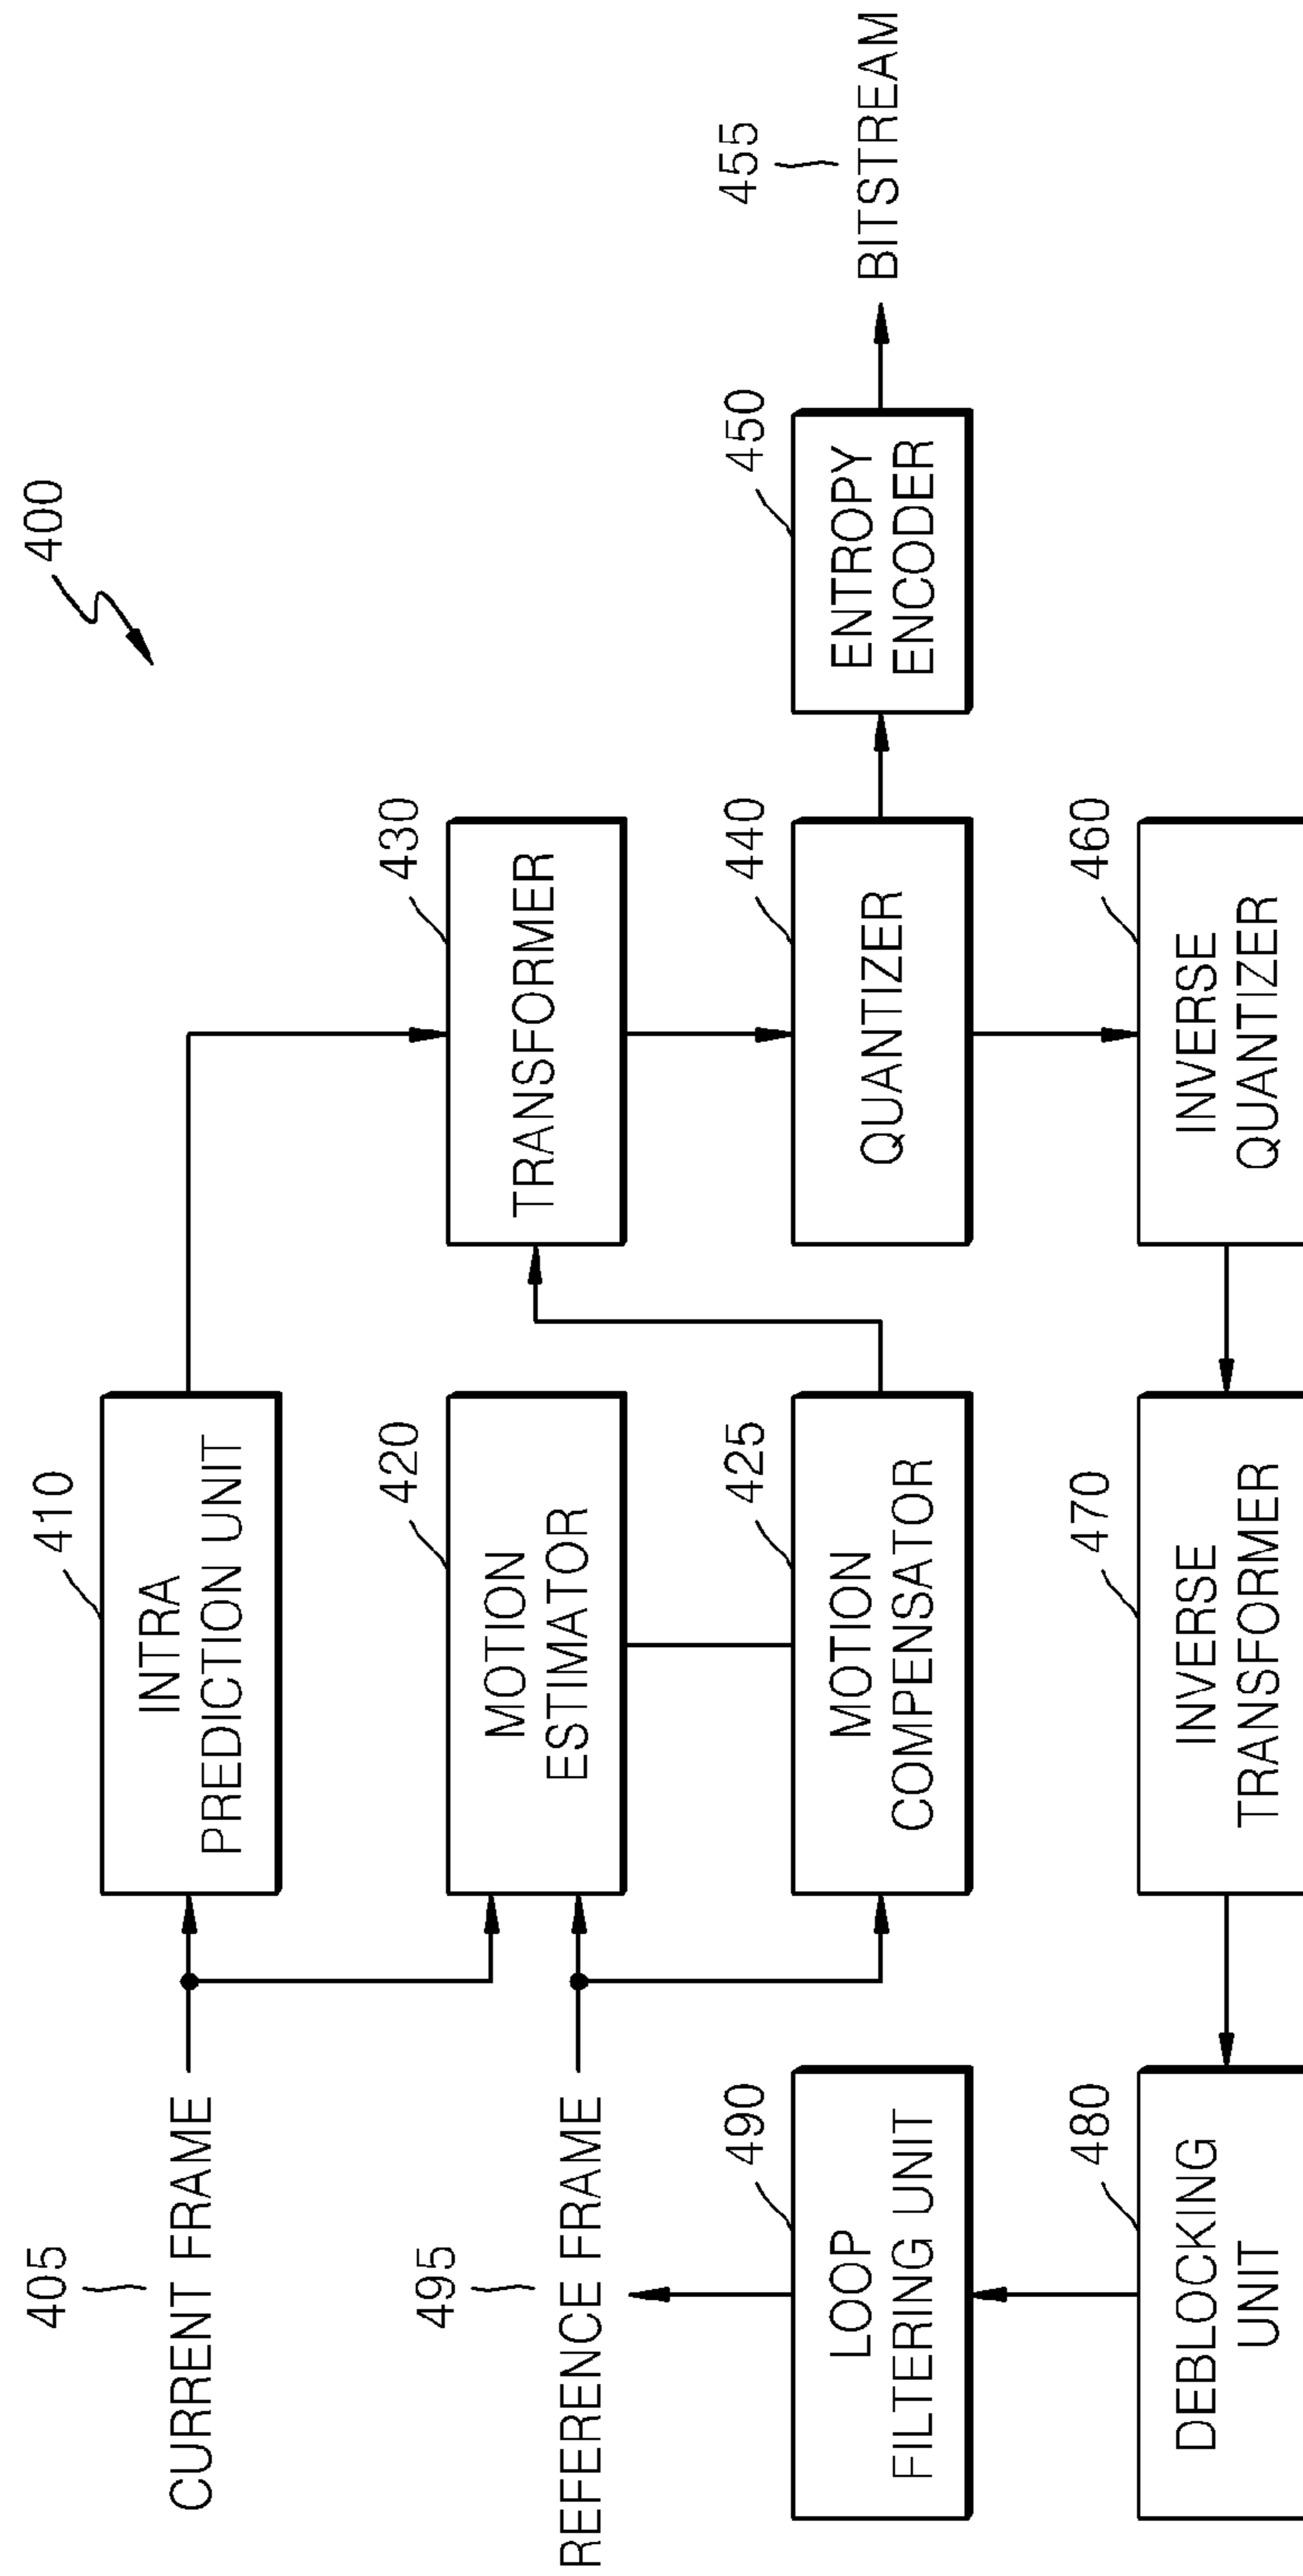 400
405
CURRENT FRAME
410
INTRA
PREDICTION UNIT
495
REFERENCE FRAME
420
MOTION
ESTIMATOR
430
TRANSFORMER
490
LOOP
FILTERING UNIT
425
MOTION
COMPENSATOR
440
QUANTIZER
450
ENTROPY
ENCODER
455
BITSTREAM
480
DEBLOCKING
UNIT
470
INVERSE
TRANSFORMER
460
INVERSE
QUANTIZER